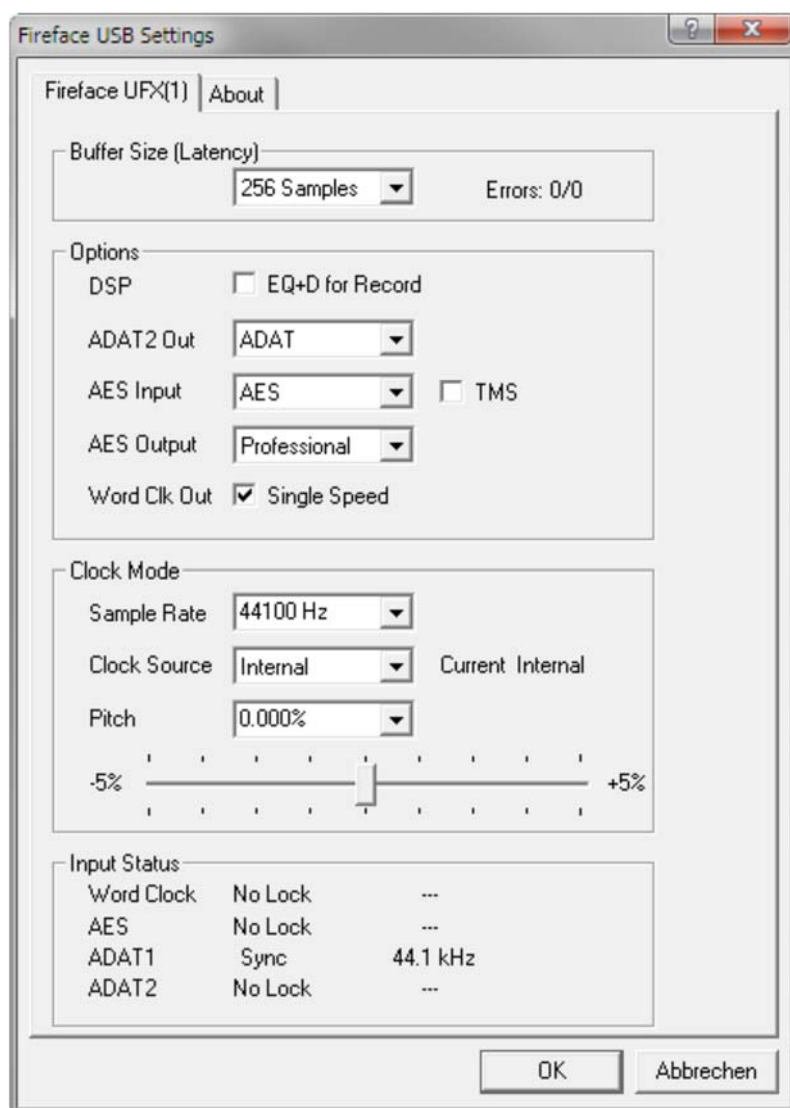 Fireface USB Settings
Fireface UFX(1) About
Buffer Size (Latency)
256 Samples Errors: 0/0
Options
DSP EQ+D for Record
ADAT2 Out ADAT
AES Input AES TMS
AES Output Professional
Word Clk Out Single Speed
Clock Mode
Sample Rate 44100 Hz
Clock Source Internal Current Internal
Pitch 0.000%
-5% +5%
Input Status
Word Clock No Lock ---
AES No Lock ---
ADAT1 Sync 44.1 kHz
ADAT2 No Lock ---
OK Abbrechen